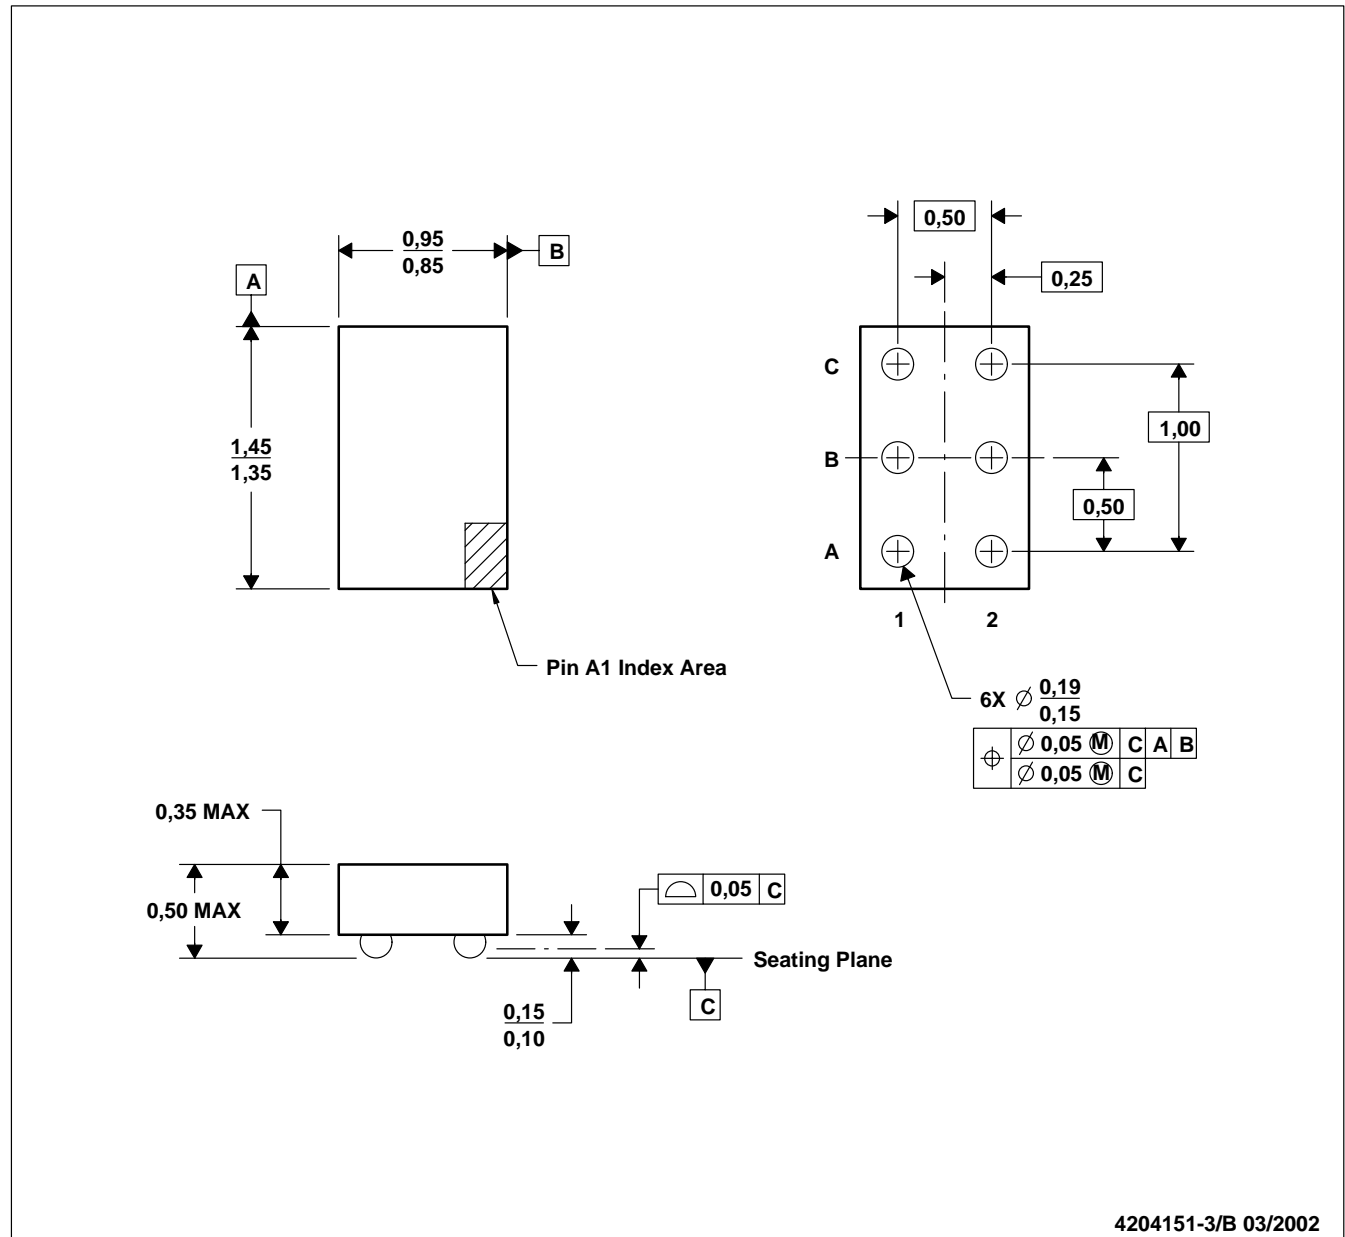 0,50
0,95
0,85
B
0,25
A
C
1,45
1,35
B
1,00
0,50
A
1 2
Pin A1 Index Area
6X ⌀ 0,19
0,15
⌀ 0,05 Ⓜ C A B
⌀ 0,05 Ⓜ C
0,35 MAX
0,05 C
0,50 MAX
Seating Plane
C
0,15
0,10
4204151-3/B 03/2002